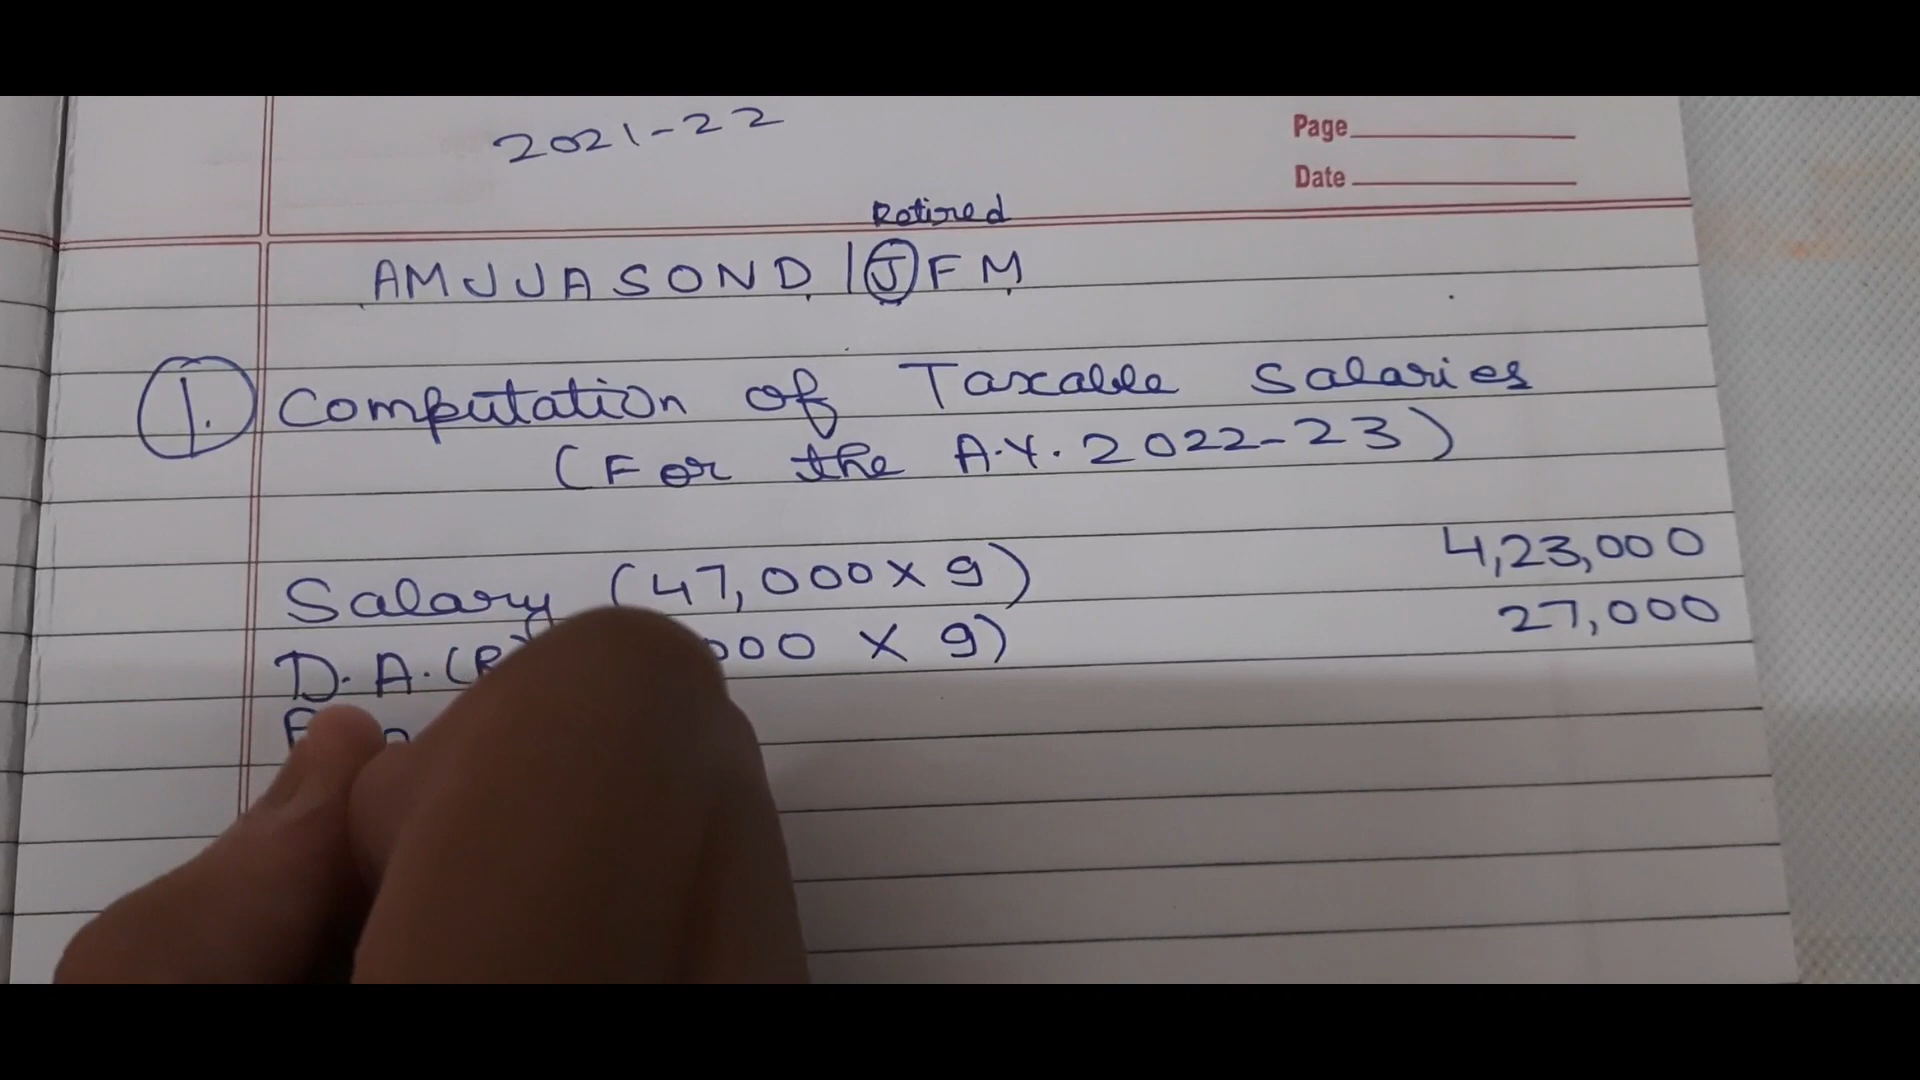 2021-22
Page
Date
Retired
AMJJASOND | J F M
1. Computation of Taxable Salaries
(For the A.Y. 2022-23)
Salary (47,000 X 9) 4,23,000
D.A. 000 X 9) 27,000